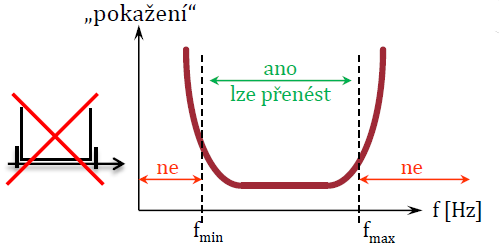 „pokažení“
ano
lze přenést
ne
ne
f [Hz]
fmin
fmax